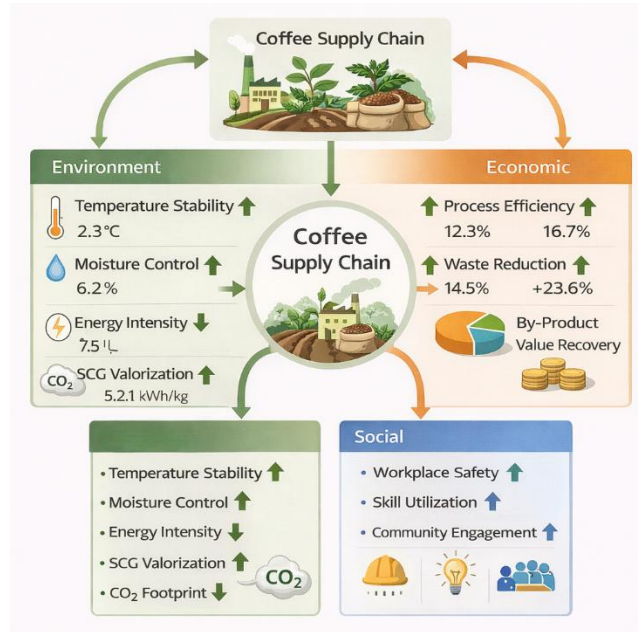 Coffee Supply Chain
Environment
Temperature Stability
2.3°C
Moisture Control
6.2%
Energy Intensity
SCG Valorization
CO₂
5.2.1 kWh/kg
Coffee
Supply Chain
Economic
Process Efficiency
12.3% 16.7%
Waste Reduction
14.5% +23.6%
By-Product
Value Recovery
• Temperature Stability
• Moisture Control
• Energy Intensity
• SCG Valorization
• CO₂ Footprint
CO₂
Social
• Workplace Safety
• Skill Utilization
• Community Engagement